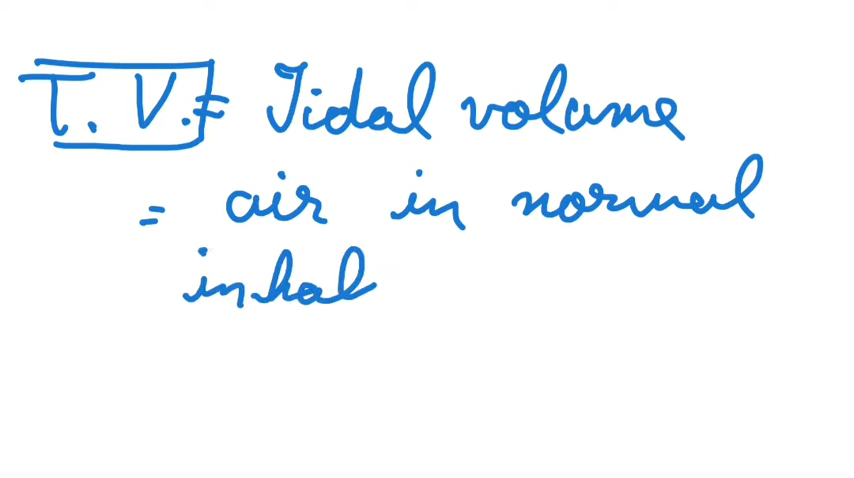 T. V. = Tidal volume
= air in normal
inhal